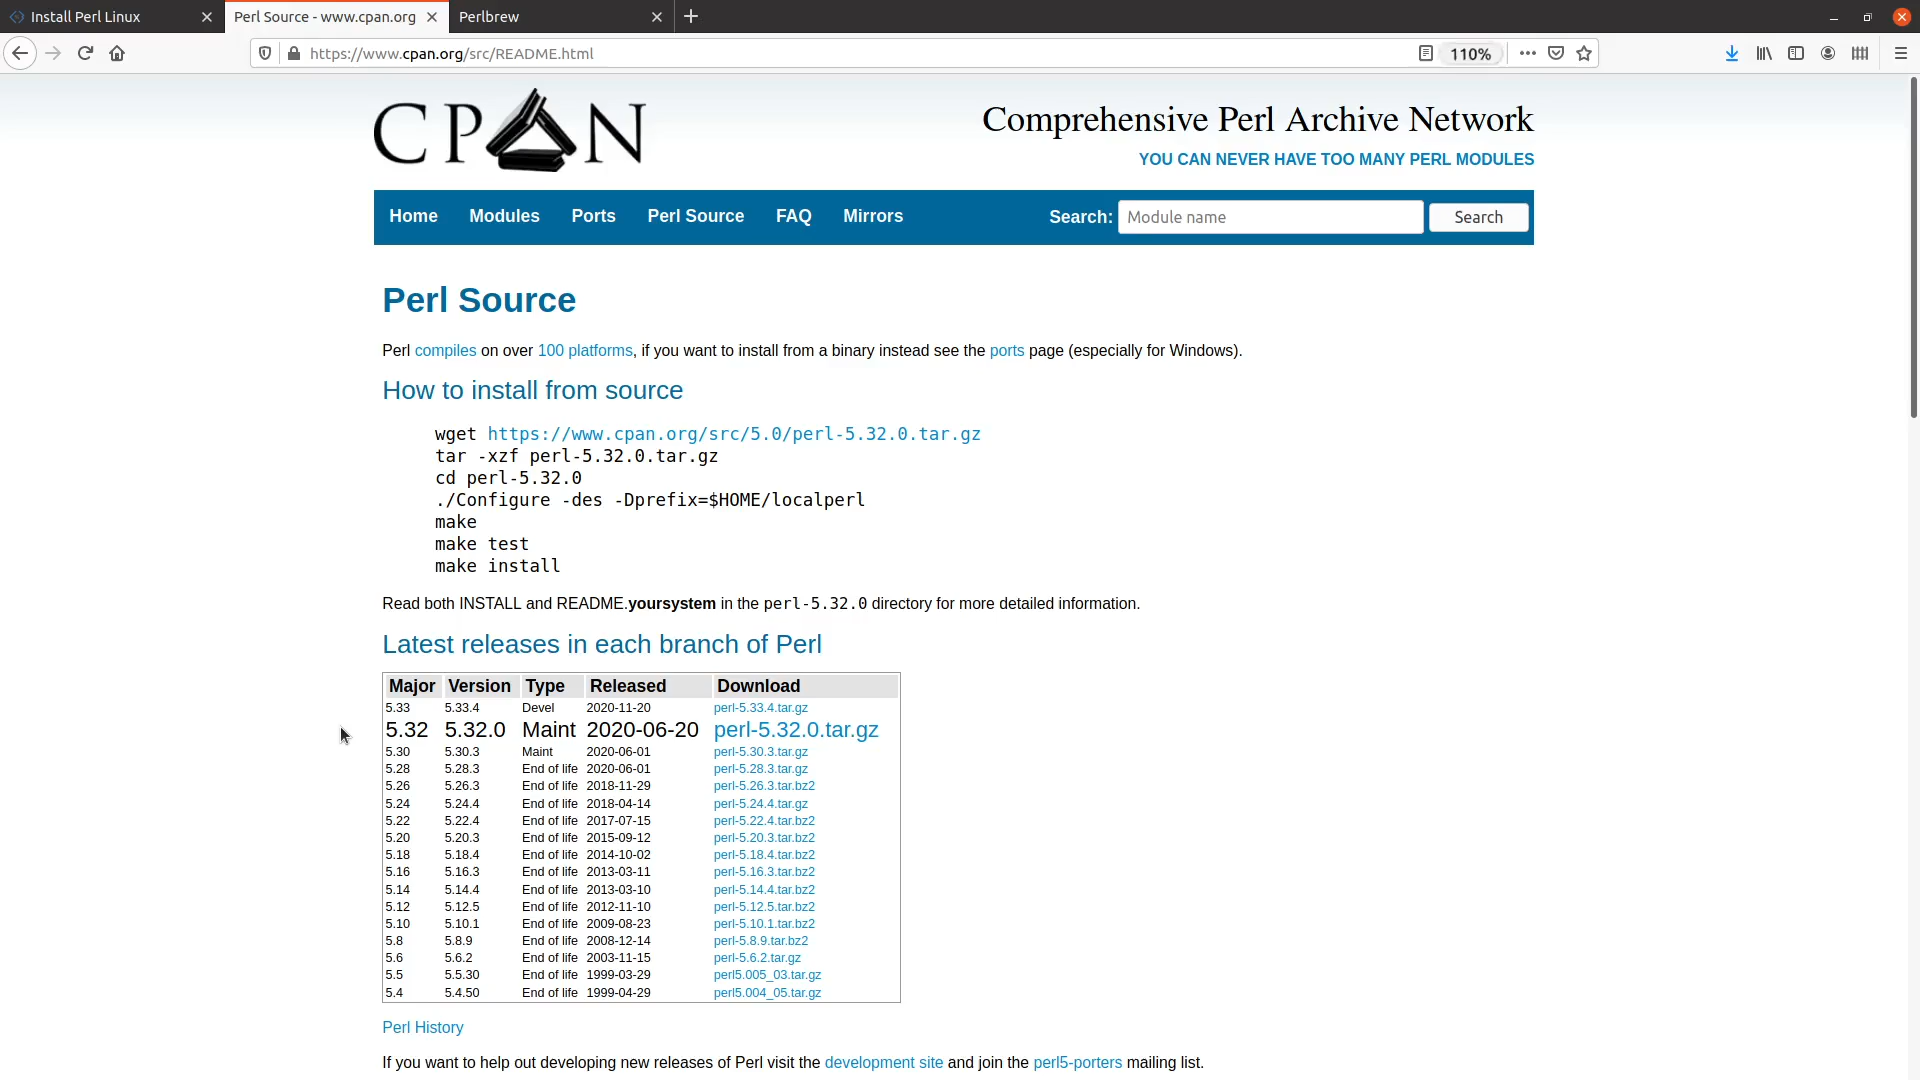 Install Perl Linux
Perl Source - www.cpan.org
Perlbrew
https://www.cpan.org/src/README.html
110%
CPAN
Comprehensive Perl Archive Network
YOU CAN NEVER HAVE TOO MANY PERL MODULES
Home Modules Ports Perl Source FAQ Mirrors Search: Module name Search
Perl Source
Perl compiles on over 100 platforms, if you want to install from a binary instead see the ports page (especially for Windows).
How to install from source
wget https://www.cpan.org/src/5.0/perl-5.32.0.tar.gz
tar -xzf perl-5.32.0.tar.gz
cd perl-5.32.0
./Configure -des -Dprefix=$HOME/localperl
make
make test
make install
Read both INSTALL and README.yoursystem in the perl-5.32.0 directory for more detailed information.
Latest releases in each branch of Perl
Major Version Type Released Download
5.33 5.33.4 Devel 2020-11-20 perl-5.33.4.tar.gz
5.32 5.32.0 Maint 2020-06-20 perl-5.32.0.tar.gz
5.30 5.30.3 Maint 2020-06-01 perl-5.30.3.tar.gz
5.28 5.28.3 End of life 2020-06-01 perl-5.28.3.tar.gz
5.26 5.26.3 End of life 2018-11-29 perl-5.26.3.tar.bz2
5.24 5.24.4 End of life 2018-04-14 perl-5.24.4.tar.gz
5.22 5.22.4 End of life 2017-07-15 perl-5.22.4.tar.bz2
5.20 5.20.3 End of life 2015-09-12 perl-5.20.3.tar.bz2
5.18 5.18.4 End of life 2014-10-02 perl-5.18.4.tar.bz2
5.16 5.16.3 End of life 2013-03-11 perl-5.16.3.tar.bz2
5.14 5.14.4 End of life 2013-03-10 perl-5.14.4.tar.bz2
5.12 5.12.5 End of life 2012-11-10 perl-5.12.5.tar.bz2
5.10 5.10.1 End of life 2009-08-23 perl-5.10.1.tar.bz2
5.8 5.8.9 End of life 2008-12-14 perl-5.8.9.tar.bz2
5.6 5.6.2 End of life 2003-11-15 perl-5.6.2.tar.gz
5.5 5.5.30 End of life 1999-03-29 perl5.005_03.tar.gz
5.4 5.4.50 End of life 1999-04-29 perl5.004_05.tar.gz
Perl History
If you want to help out developing new releases of Perl visit the development site and join the perl5-porters mailing list.